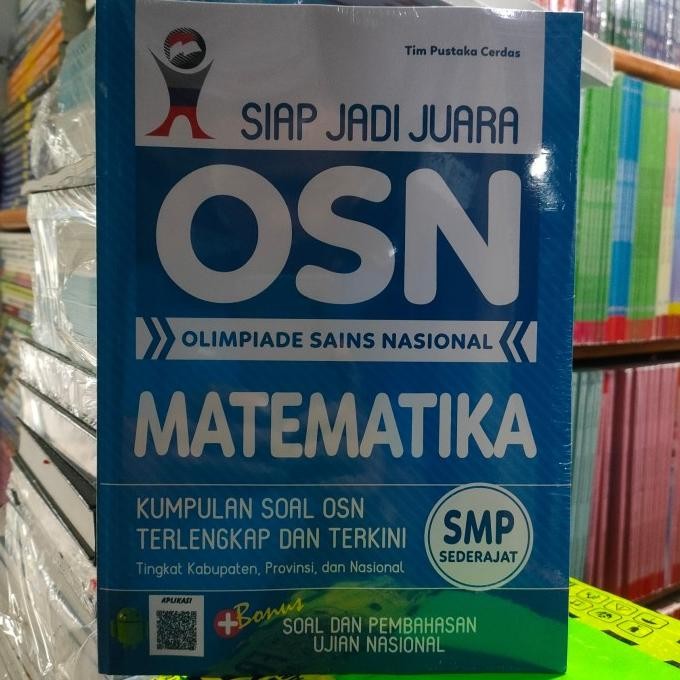 Tim Pustaka Cerdas
SIAP JADI JUARA
OSN
OLIMPIADE SAINS NASIONAL
MATEMATIKA
KUMPULAN SOAL OSN
TERLENGKAP DAN TERKINI
Tingkat Kabupaten, Provinsi, dan Nasional
SMP
SEDERAJAT
APLIKASI
+Bonus
SOAL DAN PEMBAHASAN
UJIAN NASIONAL